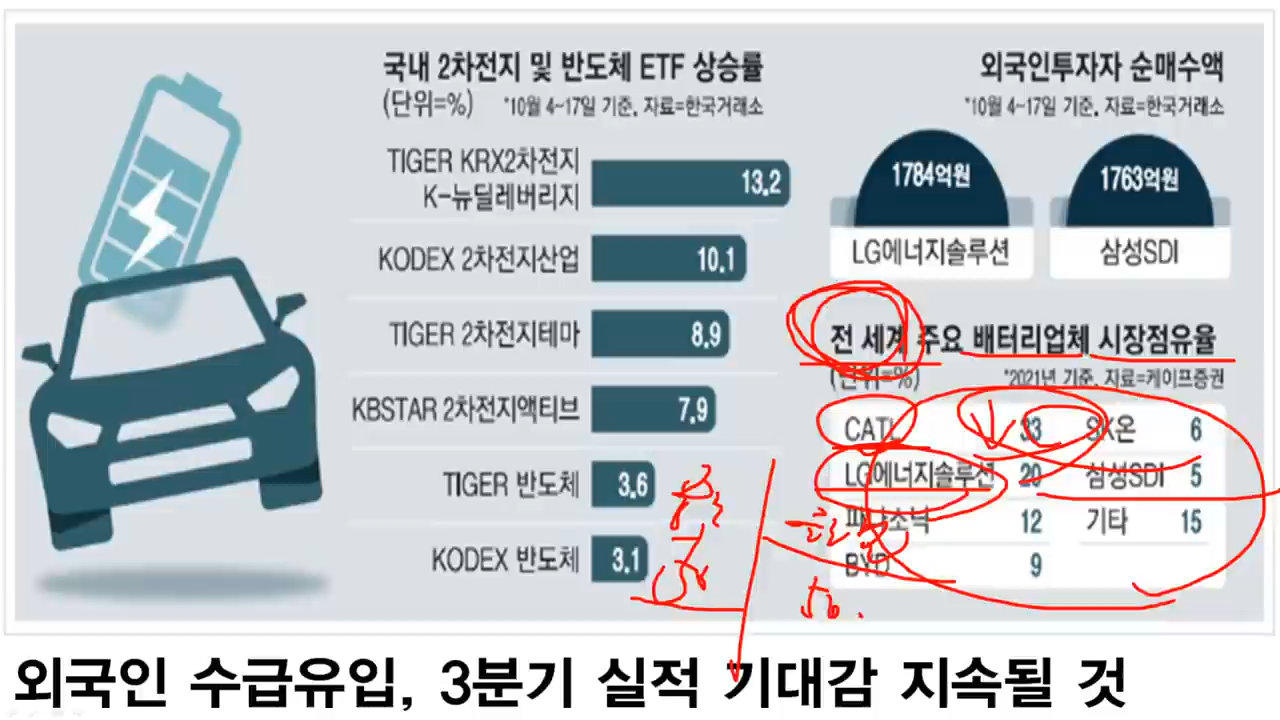 국내 2차전지 및 반도체 ETF 상승률
(단위=%) *10월 4~17일 기준, 자료=한국거래소
TIGER KRX2차전지
K-뉴딜레버리지 13.2
KODEX 2차전지산업 10.1
TIGER 2차전지테마 8.9
KBSTAR 2차전지액티브 7.9
TIGER 반도체 3.6
KODEX 반도체 3.1
외국인투자자 순매수액
*10월 4~17일 기준, 자료=한국거래소
1784억원 1763억원
LG에너지솔루션 삼성SDI
전 세계 주요 배터리업체 시장점유율
(단위=%) *2021년 기준, 자료=케이프증권
CATL 33 SK온 6
LG에너지솔루션 20 삼성SDI 5
파나소닉 12 기타 15
BYD 9
외국인 수급유입, 3분기 실적 기대감 지속될 것